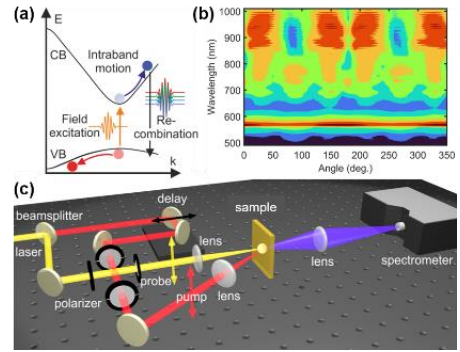 (a)
E
CB
Intraband
motion
Field
excitation
Re-
combination
VB
k
(b)
Wavelength (nm)
1000
900
800
700
600
500
0
50
100
150
200
250
300
350
Angle (deg.)
(c)
beamsplitter
laser
delay
polarizer
probe
pump
lens
lens
sample
lens
spectrometer